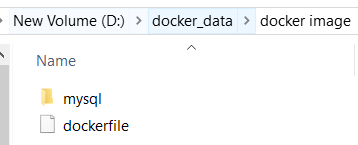 New Volume (D:) > docker_data > docker image
Name
mysql
dockerfile